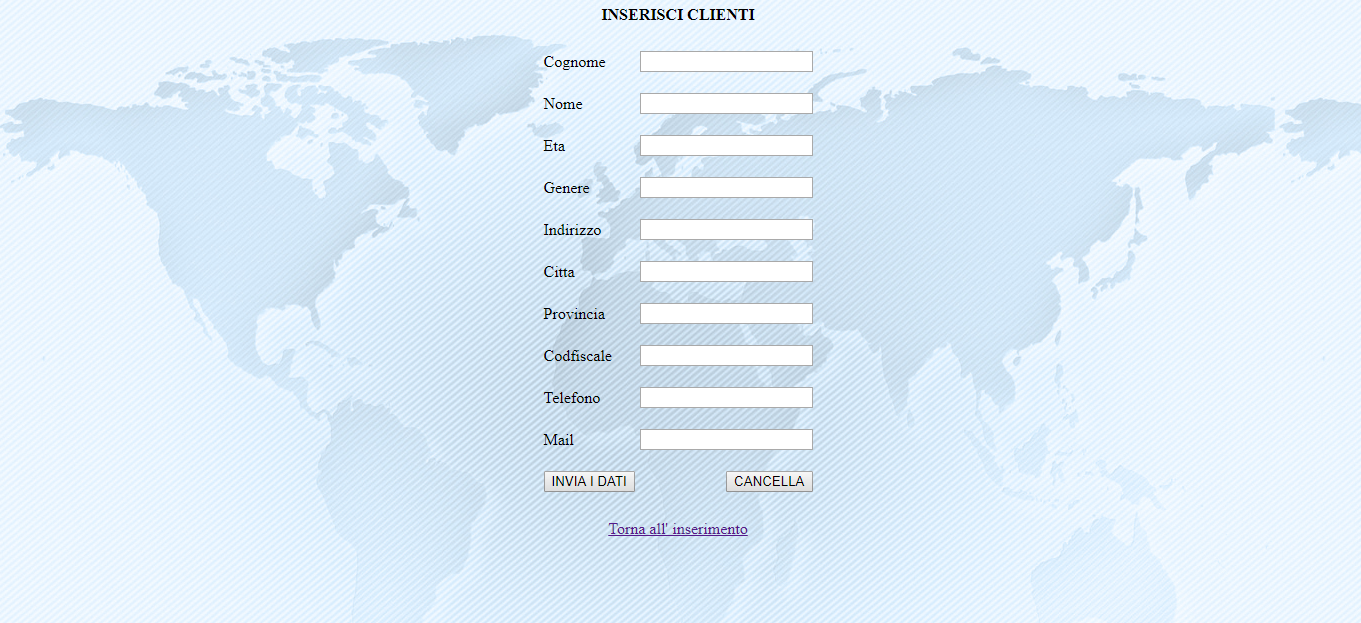 INSERISCI CLIENTI
Cognome
Nome
Eta
Genere
Indirizzo
Citta
Provincia
Codfiscale
Telefono
Mail
INVIA I DATI CANCELLA
Torna all' inserimento